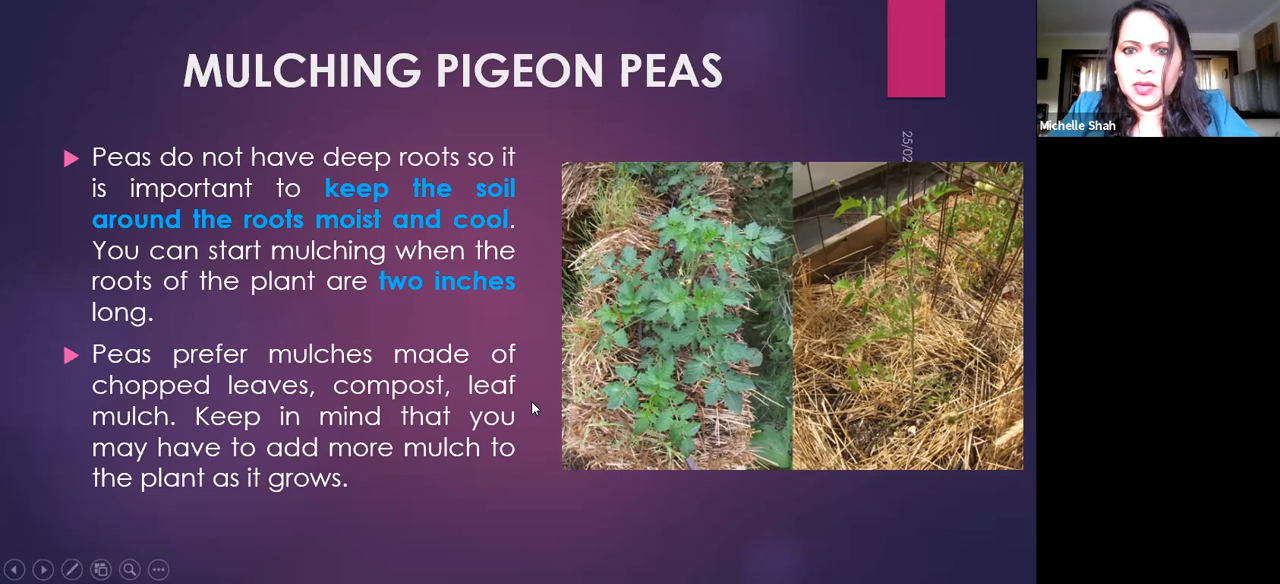 MULCHING PIGEON PEAS
Peas do not have deep roots so it
is important to keep the soil
around the roots moist and cool.
You can start mulching when the
roots of the plant are two inches
long.
Peas prefer mulches made of
chopped leaves, compost, leaf
mulch. Keep in mind that you
may have to add more mulch to
the plant as it grows.
25/02
Michelle Shah